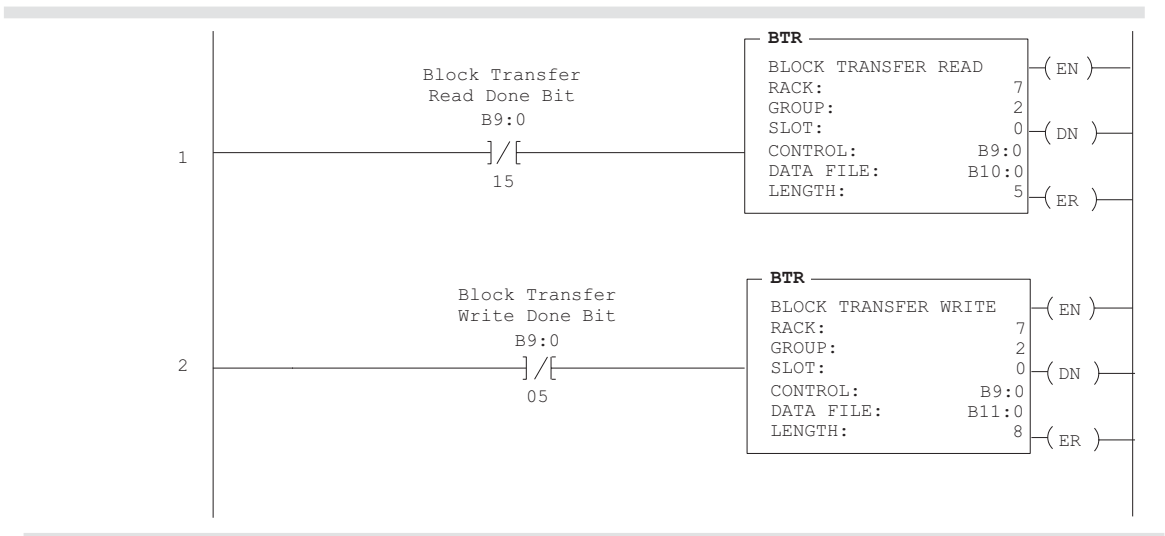 BTR
Block Transfer
Read Done Bit
B9:0
]/[
15
1
BLOCK TRANSFER READ
RACK: 7
GROUP: 2
SLOT: 0
CONTROL: B9:0
DATA FILE: B10:0
LENGTH: 5
( EN )
( DN )
( ER )
BTR
Block Transfer
Write Done Bit
B9:0
]/[
05
2
BLOCK TRANSFER WRITE
RACK: 7
GROUP: 2
SLOT: 0
CONTROL: B9:0
DATA FILE: B11:0
LENGTH: 8
( EN )
( DN )
( ER )